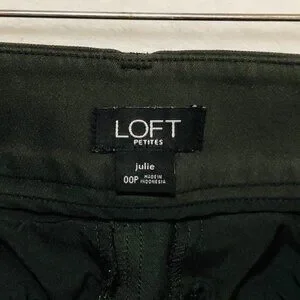 LOFT
PETITES
julie
00P MADE IN
INDONESIA